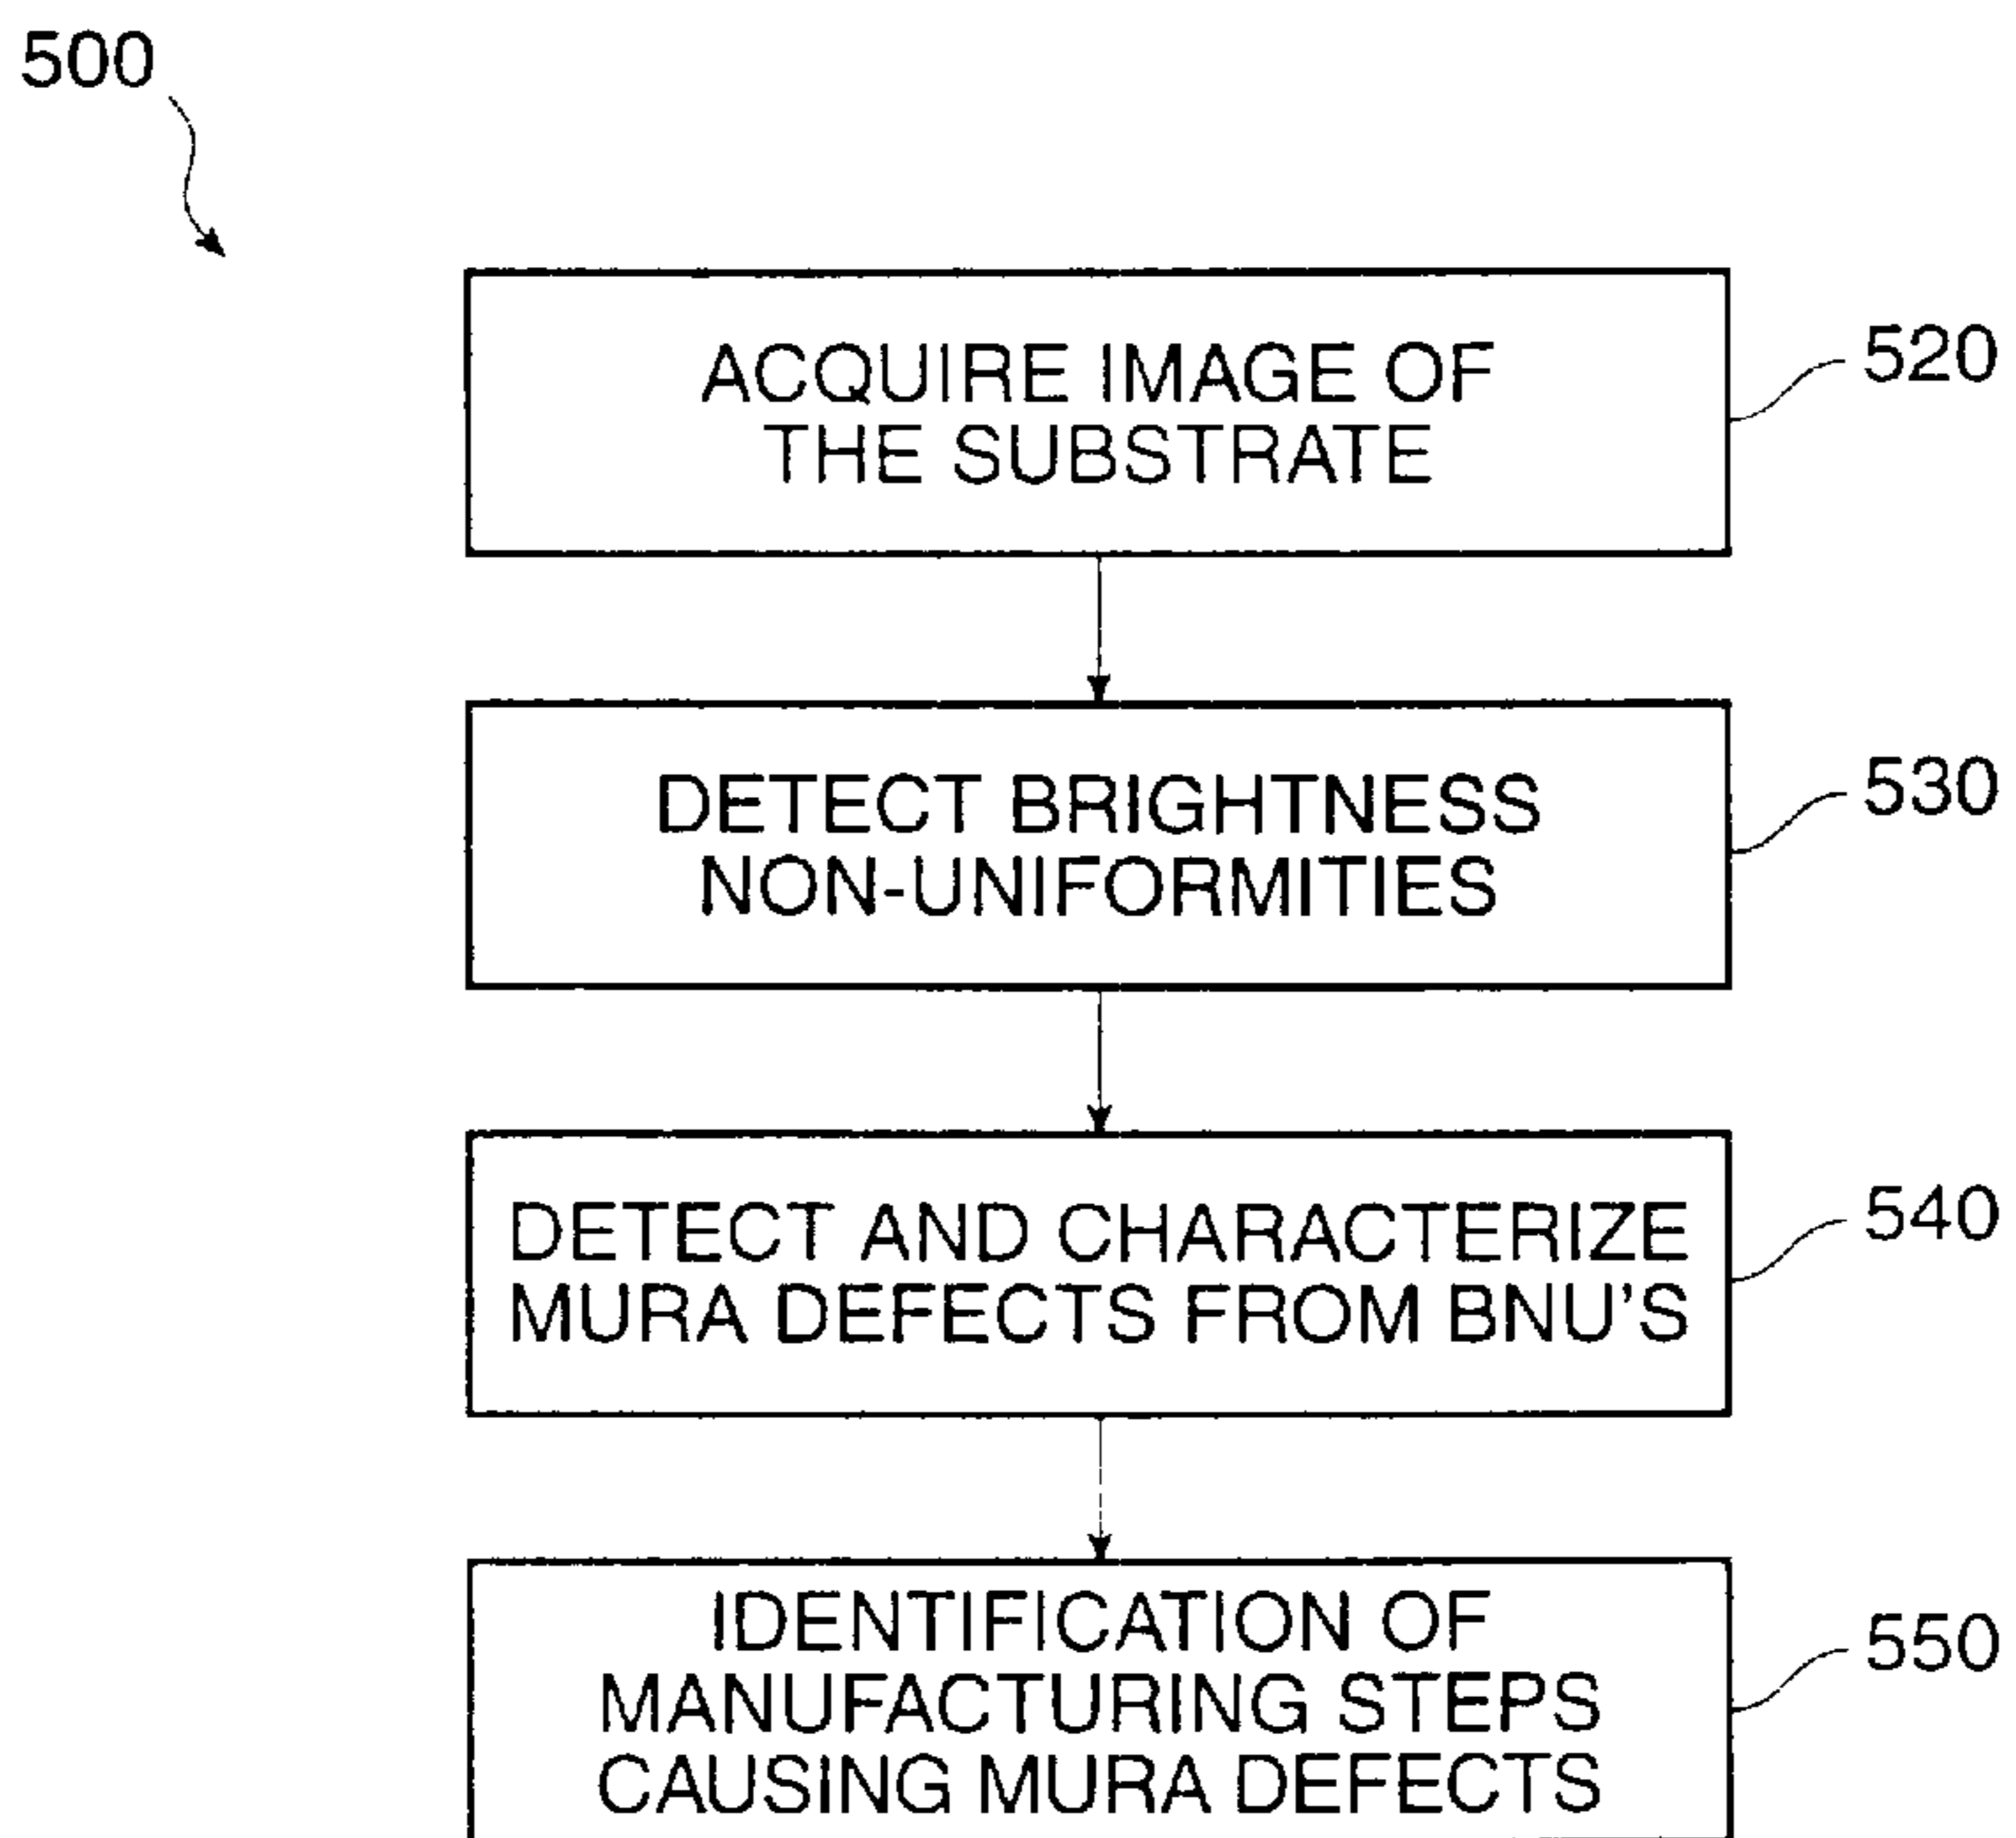 500
ACQUIRE IMAGE OF
THE SUBSTRATE
520
DETECT BRIGHTNESS
NON-UNIFORMITIES
530
DETECT AND CHARACTERIZE
MURA DEFECTS FROM BNU'S
540
IDENTIFICATION OF
MANUFACTURING STEPS
CAUSING MURA DEFECTS
550